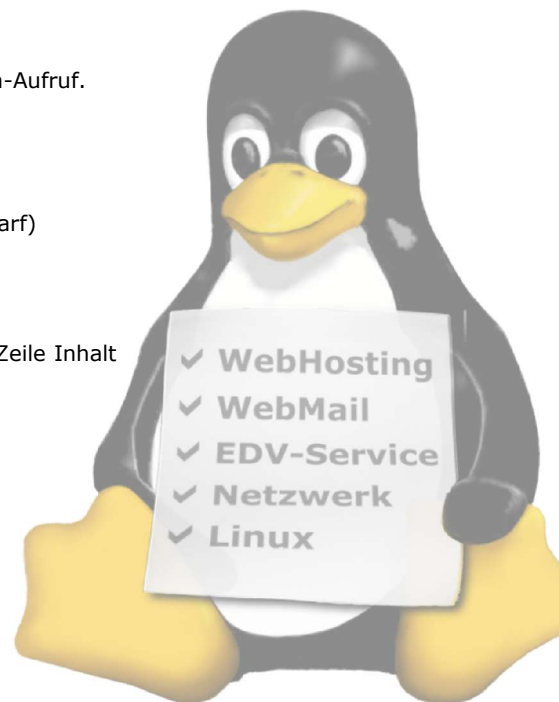 -Aufruf.
arf)
Zeile Inhalt
✔ WebHosting
✔ WebMail
✔ EDV-Service
✔ Netzwerk
✔ Linux